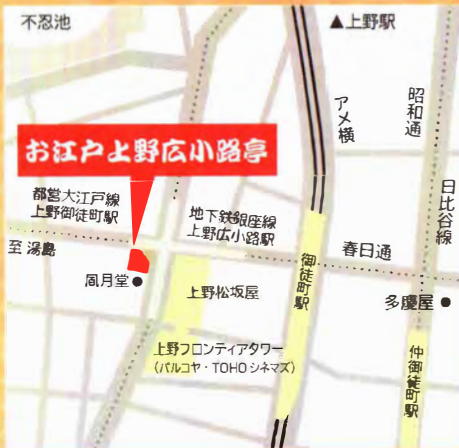 不忍池
▲上野駅
アメ横
昭和通
日比谷線
お江戸上野広小路亭
都営大江戸線
上野御徒町駅
地下鉄銀座線
上野広小路駅
至 湯島
春日通
御徒町駅
風月堂●
上野松坂屋
多慶屋●
上野フロンティアタワー
(パルコヤ・TOHOシネマズ)
仲御徒町駅